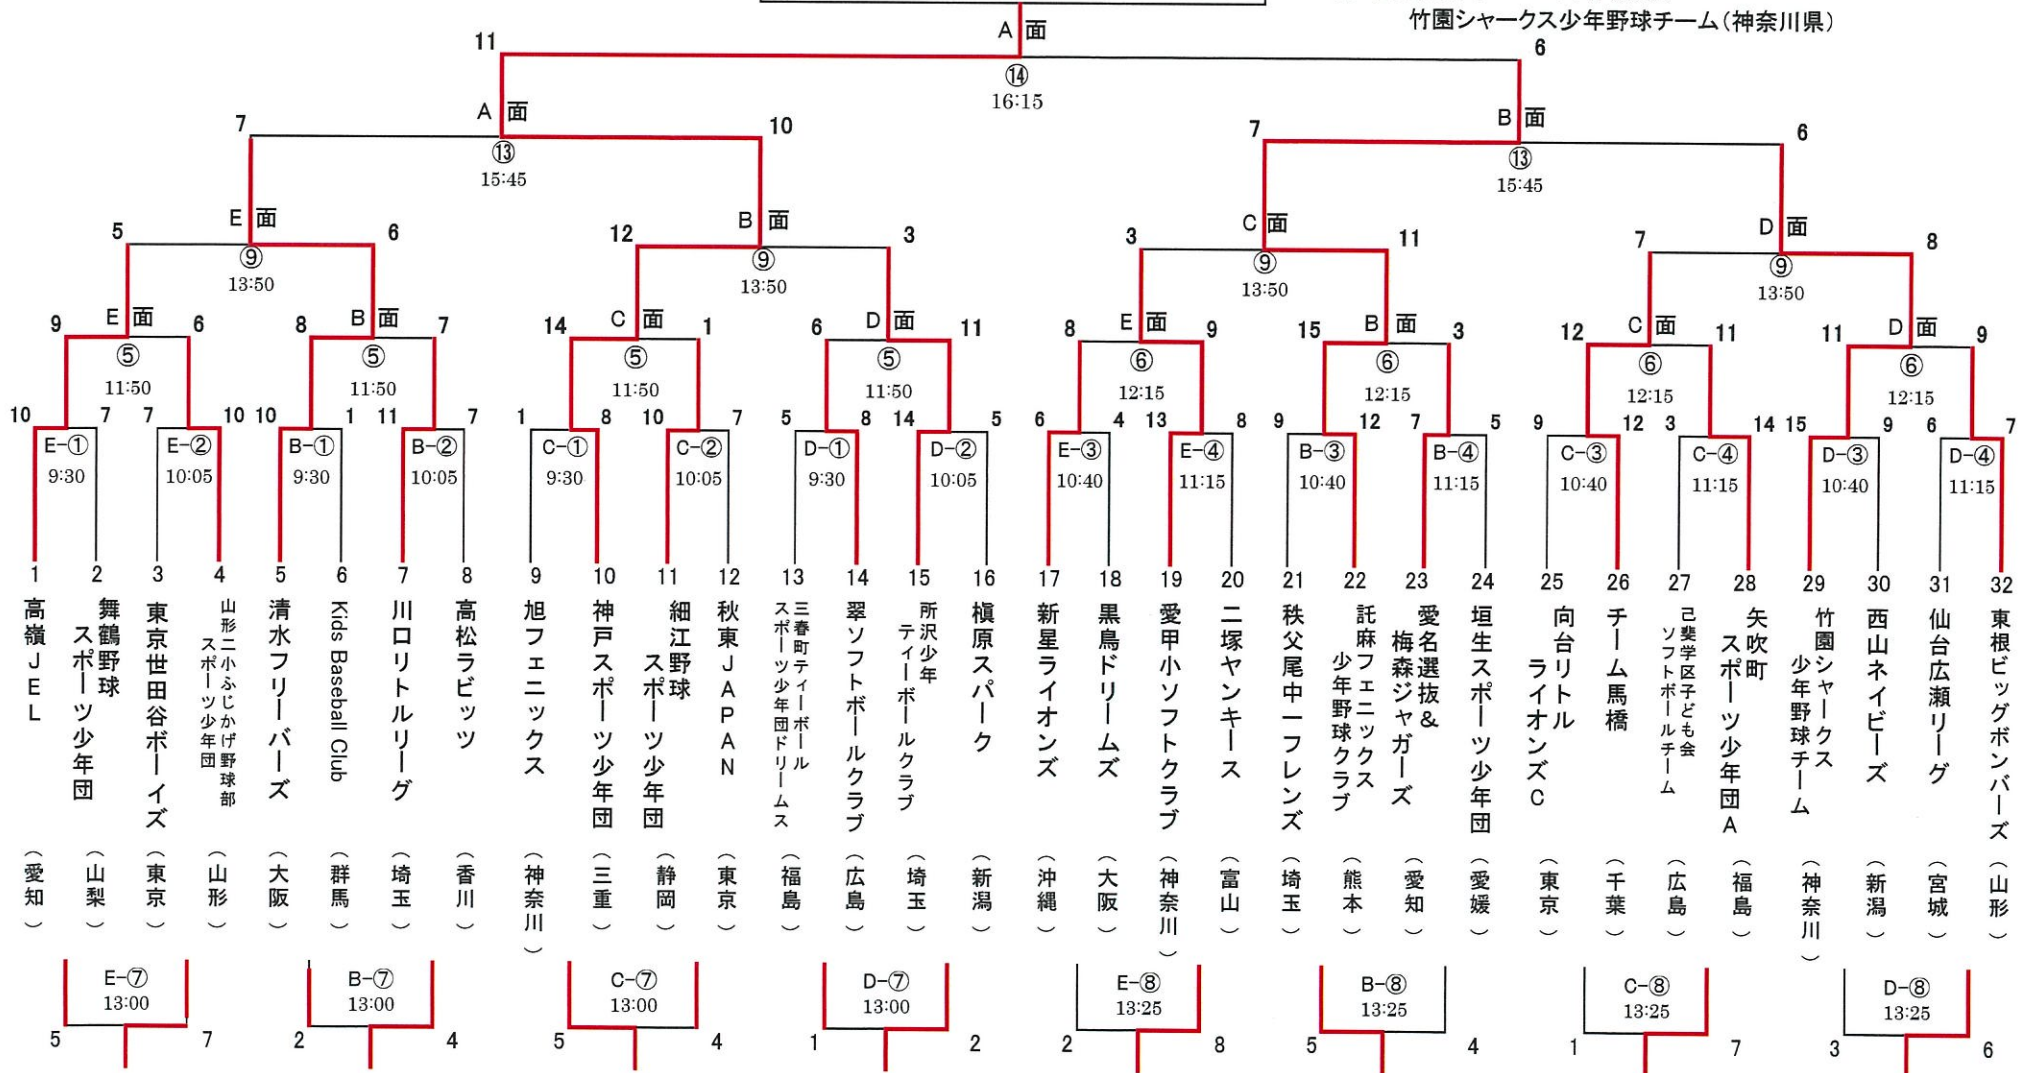 竹園シャークス少年野球チーム（神奈川県）
A 面
11
6
⑭
16:15
A 面
B 面
7
10
7
6
⑬
15:45
⑬
15:45
E 面
B 面
C 面
D 面
5
6
12
3
3
11
7
8
⑨
13:50
⑨
13:50
⑨
13:50
⑨
13:50
E 面
B 面
C 面
D 面
E 面
B 面
C 面
D 面
9
6
8
7
14
1
6
11
8
9
15
3
12
11
11
9
⑤
11:50
⑤
11:50
⑤
11:50
⑤
11:50
⑥
12:15
⑥
12:15
⑥
12:15
⑥
12:15
10 7 7 10 10 1 11 7 1 8 10 7 5 8 14 5 6 4 13 8 9 12 7 5 9 12 3 14 15 9 6 7
E-①
9:30
E-②
10:05
B-①
9:30
B-②
10:05
C-①
9:30
C-②
10:05
D-①
9:30
D-②
10:05
E-③
10:40
E-④
11:15
B-③
10:40
B-④
11:15
C-③
10:40
C-④
11:15
D-③
10:40
D-④
11:15
1
高嶺JEL
（愛知）
2
舞鶴野球
スポーツ少年団
（山梨）
3
東京世田谷ボーイズ
（東京）
4
山形二小ふじかげ野球部
スポーツ少年団
（山形）
5
清水フリーバーズ
（大阪）
6
Kids Baseball Club
（群馬）
7
川口リトルリーグ
（埼玉）
8
高松ラビッツ
（香川）
9
旭フェニックス
（神奈川）
10
神戸スポーツ少年団
（三重）
11
細江野球
スポーツ少年団
（静岡）
12
秋東JAPAN
（東京）
13
三春町ティーボール
スポーツ少年団ドリームス
（福島）
14
翠ソフトボールクラブ
（広島）
15
所沢少年
ティーボールクラブ
（埼玉）
16
槇原スパーク
（新潟）
17
新星ライオンズ
（沖縄）
18
黒鳥ドリームズ
（大阪）
19
愛甲小ソフトクラブ
（神奈川）
20
二塚ヤンキース
（富山）
21
秩父尾中一フレンズ
（埼玉）
22
託麻フェニックス
少年野球クラブ
（熊本）
23
愛名選抜＆
梅森ジャガーズ
（愛知）
24
垣生スポーツ少年団
（愛媛）
25
向台リトル
ライオンズC
（東京）
26
チーム馬橋
（千葉）
27
己斐学区子ども会
ソフトボールチーム
（広島）
28
矢吹町
スポーツ少年団A
（福島）
29
竹園シャークス
少年野球チーム
（神奈川）
30
西山ネイビーズ
（新潟）
31
仙台広瀬リーグ
（宮城）
32
東根ビッグボンバーズ
（山形）
E-⑦
13:00
5 7
B-⑦
13:00
2 4
C-⑦
13:00
5 4
D-⑦
13:00
1 2
E-⑧
13:25
2 8
B-⑧
13:25
5 4
C-⑧
13:25
1 7
D-⑧
13:25
3 6